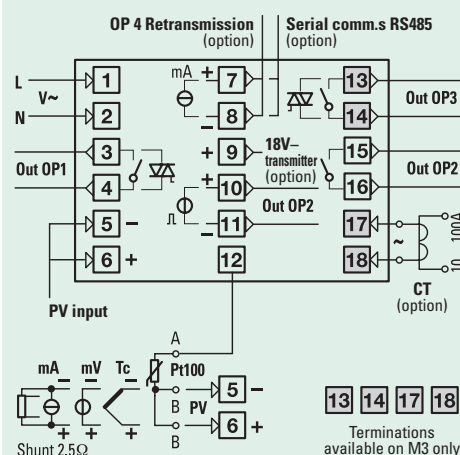 OP 4 Retransmission
(option)
Serial comm.s RS485
(option)
L
V~
N
1
2
3
4
5 -
6 +
Out OP1
PV input
mA + 7
- 8
+ 9
+ 10
- 11
12
18V⎓
transmitter
(option)
Out OP2
13
14
15
16
17
18
Out OP3
Out OP2
~
100A
10
CT
(option)
A
Pt100
B
B
PV
5 -
6 +
mA
mV
Tc
- - -
+ + +
Shunt 2.5Ω
13 14 17 18
Terminations
available on M3 only